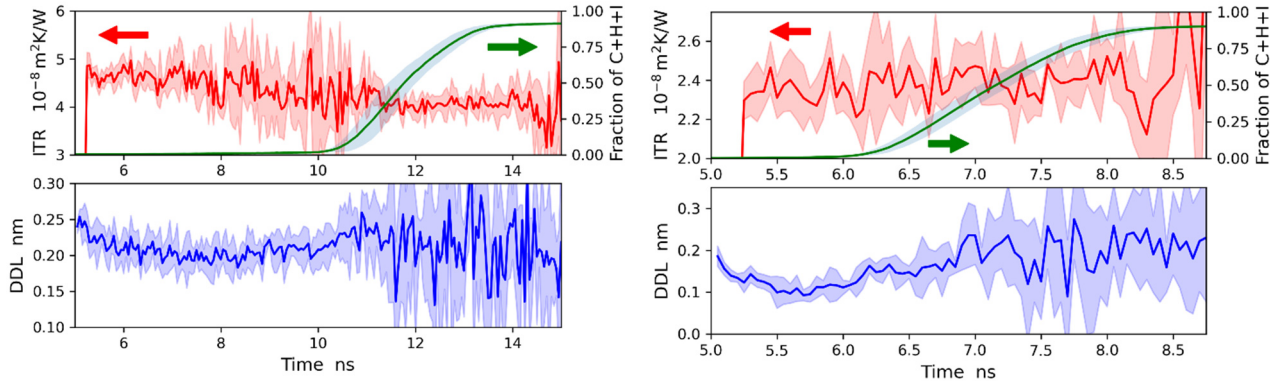 6
5
4
3
ITR 10⁻⁸ m²K/W
1.00
0.75
0.50
0.25
0.00
Fraction of C+H+I
6 8 10 12 14
0.30
0.25
0.20
0.15
0.10
DDL nm
6 8 10 12 14
Time ns
2.6
2.4
2.2
2.0
ITR 10⁻⁸ m²K/W
1.00
0.75
0.50
0.25
0.00
Fraction of C+H+I
5.0 5.5 6.0 6.5 7.0 7.5 8.0 8.5
0.3
0.2
0.1
0.0
DDL nm
5.0 5.5 6.0 6.5 7.0 7.5 8.0 8.5
Time ns